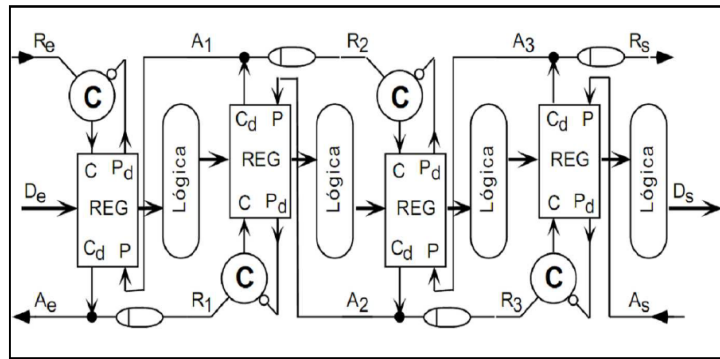 Re A1 R2 A3 Rs
C C
Cd P Cd P
C Pd REG C Pd REG
De REG Lógica C Pd Lógica REG Lógica C Pd Lógica Ds
Cd P Cd P
C C
Ae R1 A2 R3 As